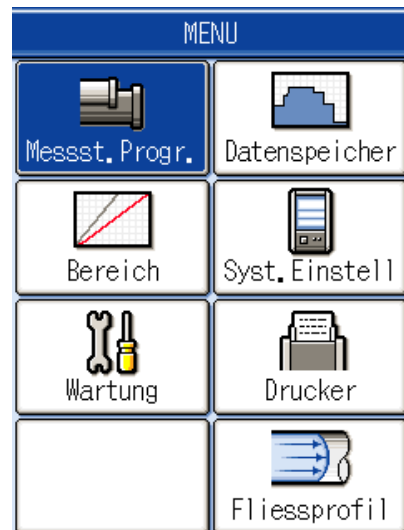 MENU
Messst.Progr.
Datenspeicher
Bereich
Syst.Einstell
Wartung
Drucker
Fliessprofil